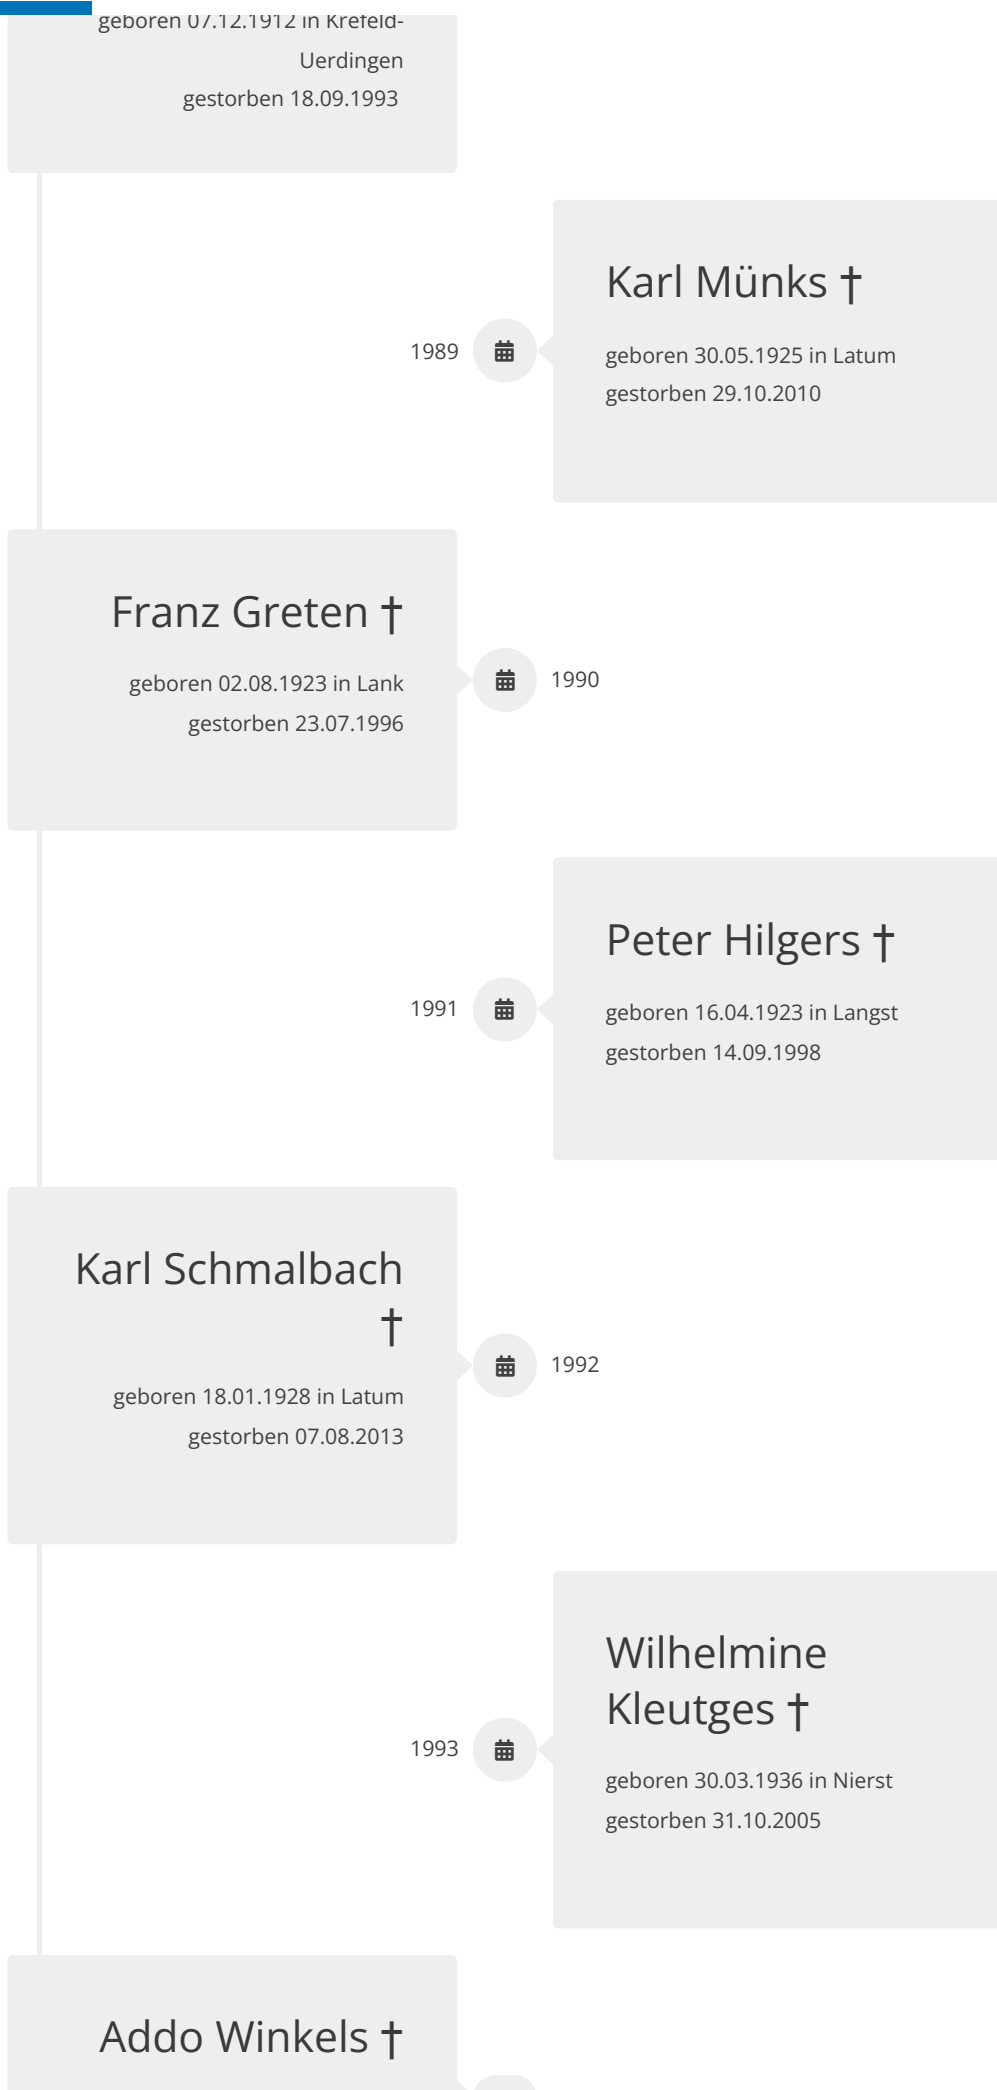 geboren 07.12.1912 in Krefeld-
Uerdingen
gestorben 18.09.1993
Karl Münks †
1989
geboren 30.05.1925 in Latum
gestorben 29.10.2010
Franz Greten †
geboren 02.08.1923 in Lank
1990
gestorben 23.07.1996
Peter Hilgers †
1991
geboren 16.04.1923 in Langst
gestorben 14.09.1998
Karl Schmalbach
†
1992
geboren 18.01.1928 in Latum
gestorben 07.08.2013
Wilhelmine
Kleutges †
1993
geboren 30.03.1936 in Nierst
gestorben 31.10.2005
Addo Winkels †